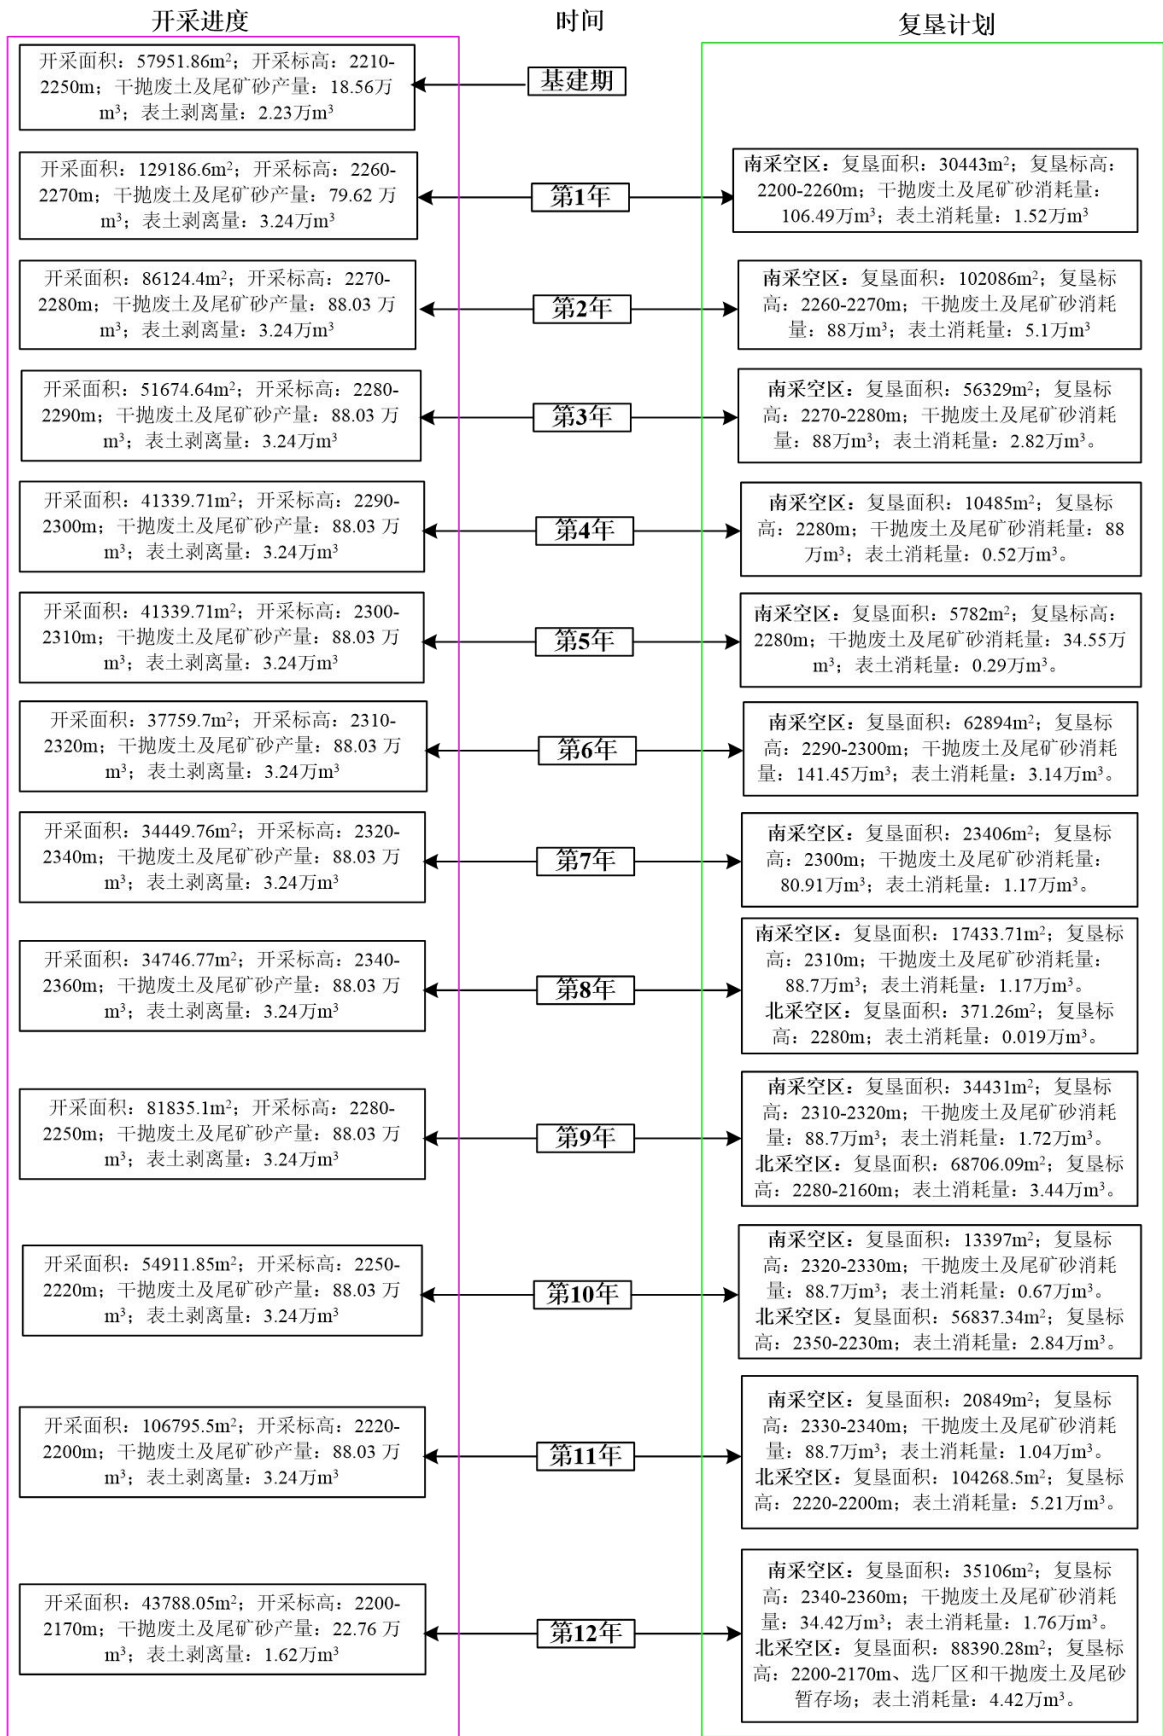 开采进度
时间
复垦计划
开采面积：57951.86m²；开采标高：2210-
2250m；干抛废土及尾矿砂产量：18.56万
m³；表土剥离量：2.23万m³
基建期
开采面积：129186.6m²；开采标高：2260-
2270m；干抛废土及尾矿砂产量：79.62 万
m³；表土剥离量：3.24万m³
第1年
南采空区：复垦面积：30443m²；复垦标高：
2200-2260m；干抛废土及尾矿砂消耗量：
106.49万m³；表土消耗量：1.52万m³
开采面积：86124.4m²；开采标高：2270-
2280m；干抛废土及尾矿砂产量：88.03 万
m³；表土剥离量：3.24万m³
第2年
南采空区：复垦面积：102086m²；复垦标
高：2260-2270m；干抛废土及尾矿砂消耗
量：88万m³；表土消耗量：5.1万m³
开采面积：51674.64m²；开采标高：2280-
2290m；干抛废土及尾矿砂产量：88.03 万
m³；表土剥离量：3.24万m³
第3年
南采空区：复垦面积：56329m²；复垦标
高：2270-2280m；干抛废土及尾矿砂消耗
量：88万m³；表土消耗量：2.82万m³。
开采面积：41339.71m²；开采标高：2290-
2300m；干抛废土及尾矿砂产量：88.03 万
m³；表土剥离量：3.24万m³
第4年
南采空区：复垦面积：10485m²；复垦标
高：2280m；干抛废土及尾矿砂消耗量：88
万m³；表土消耗量：0.52万m³。
开采面积：41339.71m²；开采标高：2300-
2310m；干抛废土及尾矿砂产量：88.03 万
m³；表土剥离量：3.24万m³
第5年
南采空区：复垦面积：5782m²；复垦标高：
2280m；干抛废土及尾矿砂消耗量：34.55万
m³；表土消耗量：0.29万m³。
开采面积：37759.7m²；开采标高：2310-
2320m；干抛废土及尾矿砂产量：88.03 万
m³；表土剥离量：3.24万m³
第6年
南采空区：复垦面积：62894m²；复垦标
高：2290-2300m；干抛废土及尾矿砂消耗
量：141.45万m³；表土消耗量：3.14万m³。
开采面积：34449.76m²；开采标高：2320-
2340m；干抛废土及尾矿砂产量：88.03 万
m³；表土剥离量：3.24万m³
第7年
南采空区：复垦面积：23406m²；复垦标
高：2300m；干抛废土及尾矿砂消耗量：
80.91万m³；表土消耗量：1.17万m³。
开采面积：34746.77m²；开采标高：2340-
2360m；干抛废土及尾矿砂产量：88.03 万
m³；表土剥离量：3.24万m³
第8年
南采空区：复垦面积：17433.71m²；复垦标
高：2310m；干抛废土及尾矿砂消耗量：
88.7万m³；表土消耗量：1.17万m³。
北采空区：复垦面积：371.26m²；复垦标
高：2280m；表土消耗量：0.019万m³。
开采面积：81835.1m²；开采标高：2280-
2250m；干抛废土及尾矿砂产量：88.03 万
m³；表土剥离量：3.24万m³
第9年
南采空区：复垦面积：34431m²；复垦标
高：2310-2320m；干抛废土及尾矿砂消耗
量：88.7万m³；表土消耗量：1.72万m³。
北采空区：复垦面积：68706.09m²；复垦标
高：2280-2160m；表土消耗量：3.44万m³。
开采面积：54911.85m²；开采标高：2250-
2220m；干抛废土及尾矿砂产量：88.03 万
m³；表土剥离量：3.24万m³
第10年
南采空区：复垦面积：13397m²；复垦标
高：2320-2330m；干抛废土及尾矿砂消耗
量：88.7万m³；表土消耗量：0.67万m³。
北采空区：复垦面积：56837.34m²；复垦标
高：2350-2230m；表土消耗量：2.84万m³。
开采面积：106795.5m²；开采标高：2220-
2200m；干抛废土及尾矿砂产量：88.03 万
m³；表土剥离量：3.24万m³
第11年
南采空区：复垦面积：20849m²；复垦标
高：2330-2340m；干抛废土及尾矿砂消耗
量：88.7万m³；表土消耗量：1.04万m³。
北采空区：复垦面积：104268.5m²；复垦标
高：2220-2200m；表土消耗量：5.21万m³。
开采面积：43788.05m²；开采标高：2200-
2170m；干抛废土及尾矿砂产量：22.76 万
m³；表土剥离量：1.62万m³
第12年
南采空区：复垦面积：35106m²；复垦标
高：2340-2360m；干抛废土及尾矿砂消耗
量：34.42万m³；表土消耗量：1.76万m³。
北采空区：复垦面积：88390.28m²；复垦标
高：2200-2170m、选厂区和干抛废土及尾砂
暂存场；表土消耗量：4.42万m³。